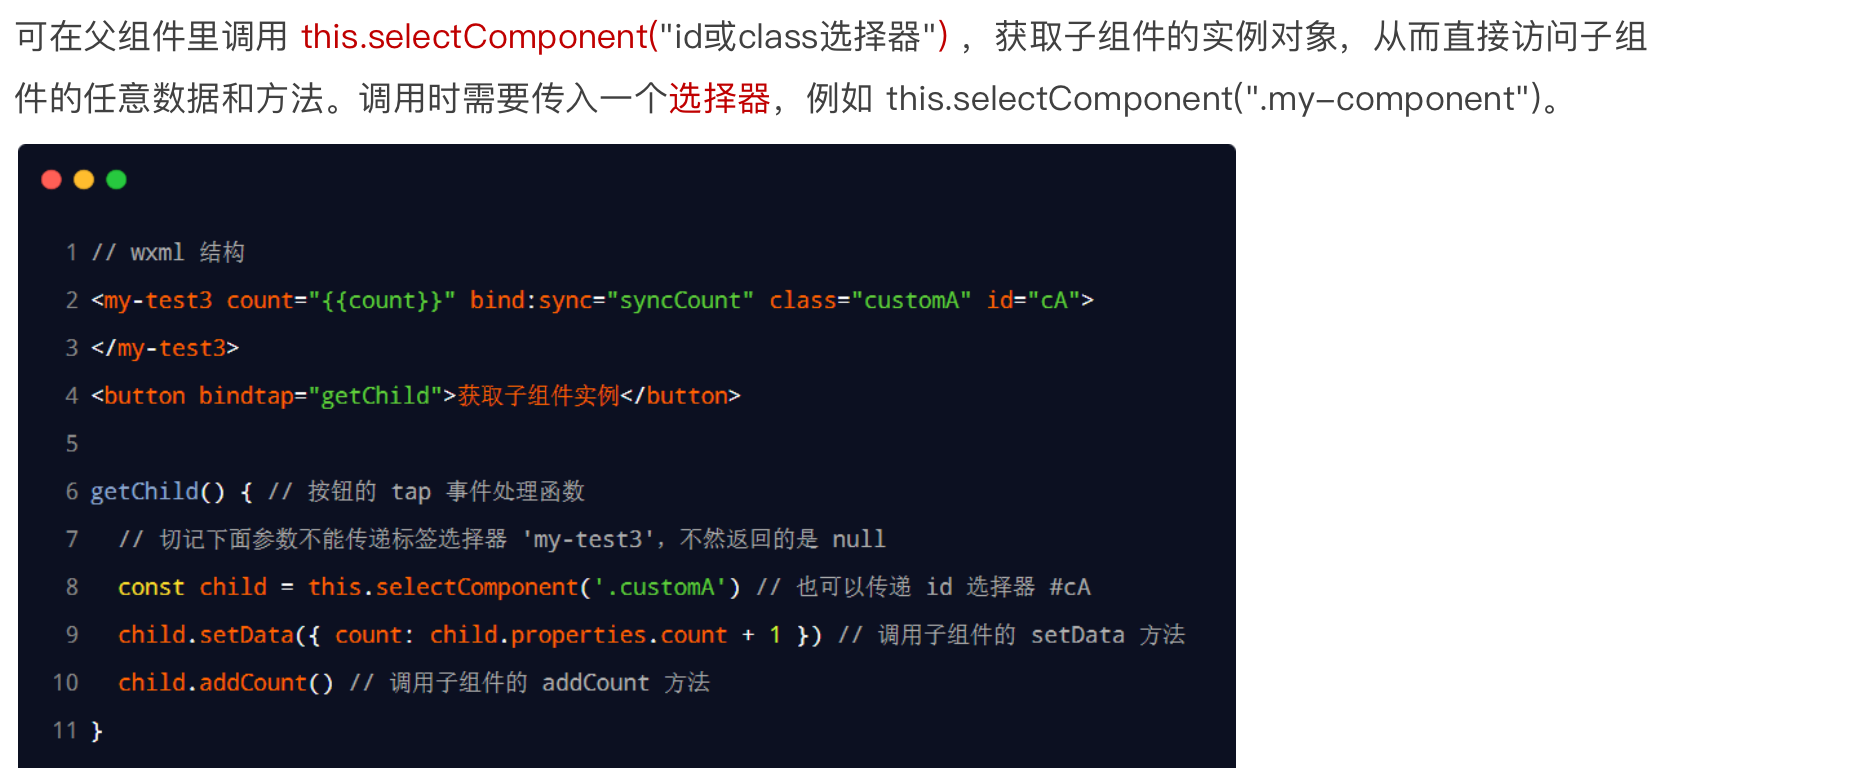 可在父组件里调用 this.selectComponent("id或class选择器") ，获取子组件的实例对象，从而直接访问子组
件的任意数据和方法。调用时需要传入一个选择器，例如 this.selectComponent(".my-component")。
1 // wxml 结构
2 <my-test3 count="{{count}}" bind:sync="syncCount" class="customA" id="cA">
3 </my-test3>
4 <button bindtap="getChild">获取子组件实例</button>
5
6 getChild() { // 按钮的 tap 事件处理函数
7   // 切记下面参数不能传递标签选择器 'my-test3'，不然返回的是 null
8   const child = this.selectComponent('.customA') // 也可以传递 id 选择器 #cA
9   child.setData({ count: child.properties.count + 1 }) // 调用子组件的 setData 方法
10   child.addCount() // 调用子组件的 addCount 方法
11 }